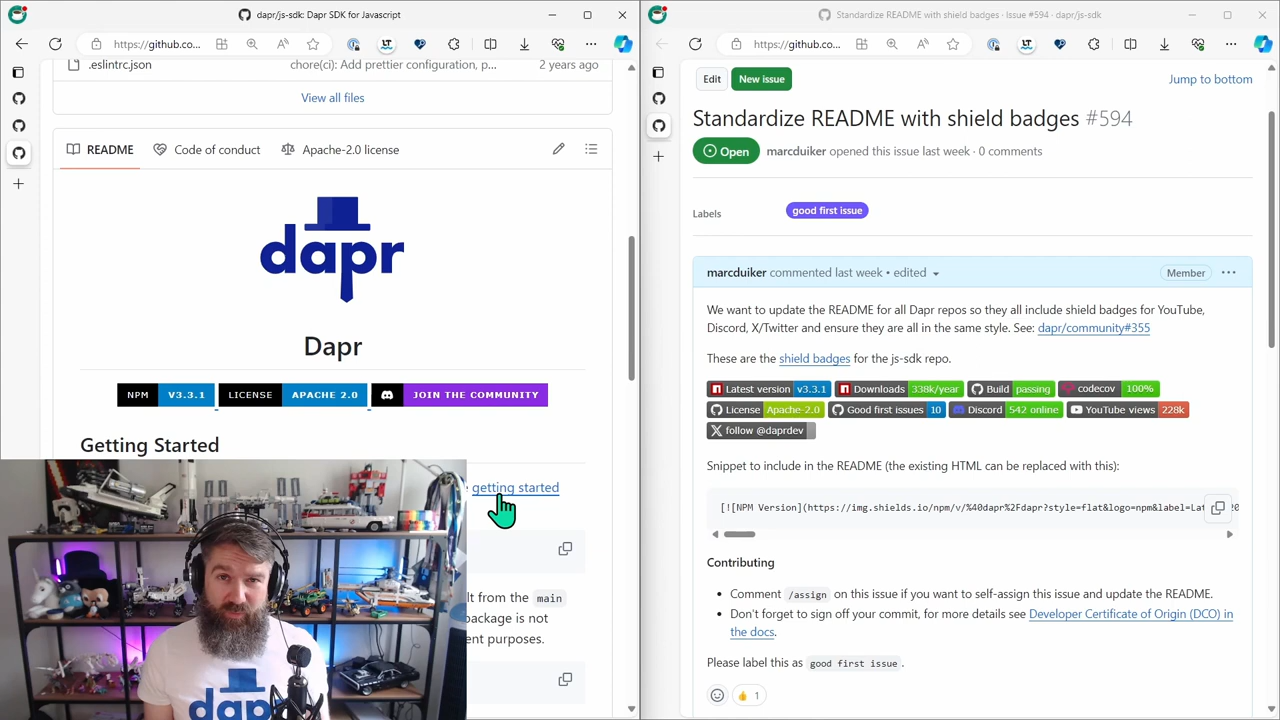 dapr/js-sdk: Dapr SDK for Javascript
https://github.co...
.eslintrc.json
chore(ci): Add prettier configuration, p...
2 years ago
View all files
README
Code of conduct
Apache-2.0 license
dapr
Dapr
NPM V3.3.1
LICENSE APACHE 2.0
JOIN THE COMMUNITY
Getting Started
getting started
lt from the main
package is not
ent purposes.
dapr
Standardize README with shield badges · Issue #594 · dapr/js-sdk
https://github.co...
Edit
New issue
Jump to bottom
Standardize README with shield badges #594
Open
marcduiker opened this issue last week · 0 comments
Labels
good first issue
marcduiker commented last week • edited
Member
We want to update the README for all Dapr repos so they all include shield badges for YouTube,
Discord, X/Twitter and ensure they are all in the same style. See: dapr/community#355
These are the shield badges for the js-sdk repo.
Latest version v3.3.1 Downloads 338k/year Build passing codecov 100%
License Apache-2.0 Good first issues 10 Discord 542 online YouTube views 228k
follow @daprdev
Snippet to include in the README (the existing HTML can be replaced with this):
[![NPM Version](https://img.shields.io/npm/v/%40dapr%2Fdapr?style=flat&logo=npm&label=Lat
Contributing
Comment /assign on this issue if you want to self-assign this issue and update the README.
Don't forget to sign off your commit, for more details see Developer Certificate of Origin (DCO) in
the docs.
Please label this as good first issue.
1